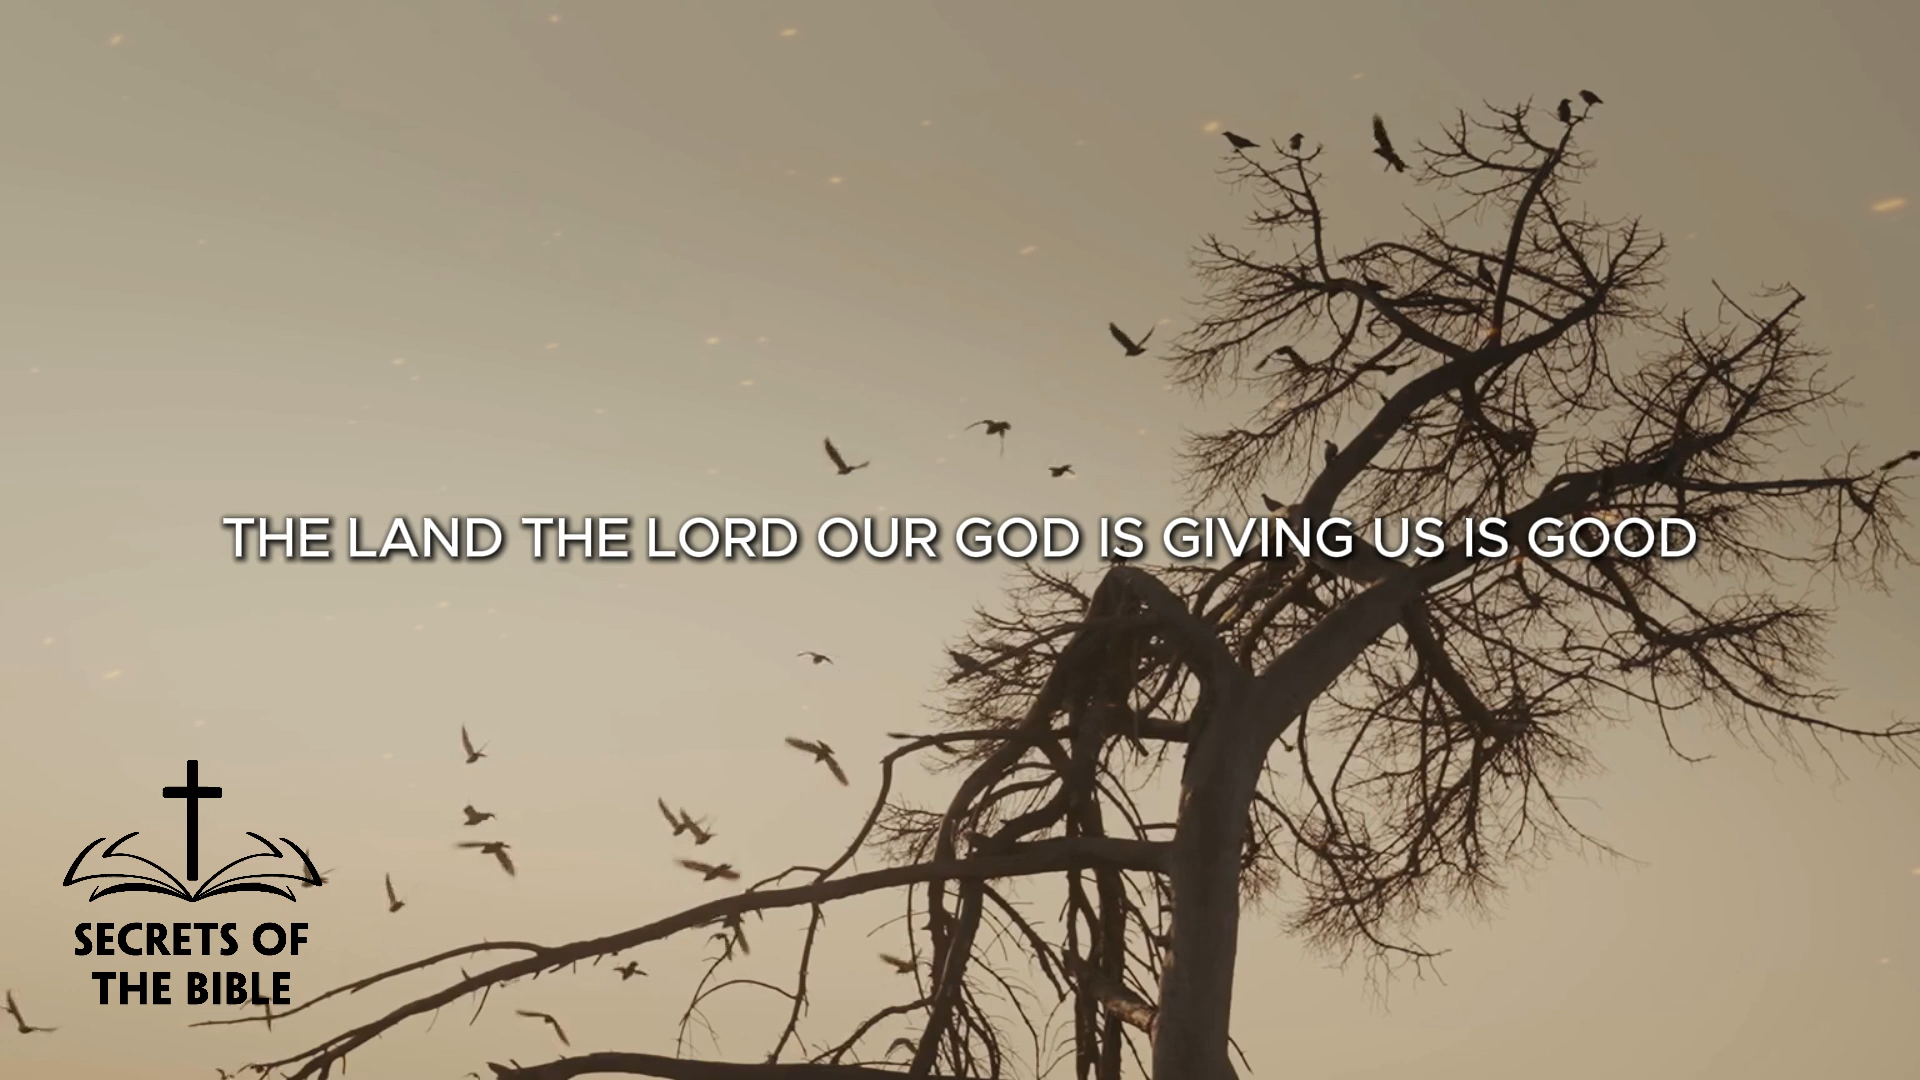 THE LAND THE LORD OUR GOD IS GIVING US IS GOOD
SECRETS OF
THE BIBLE